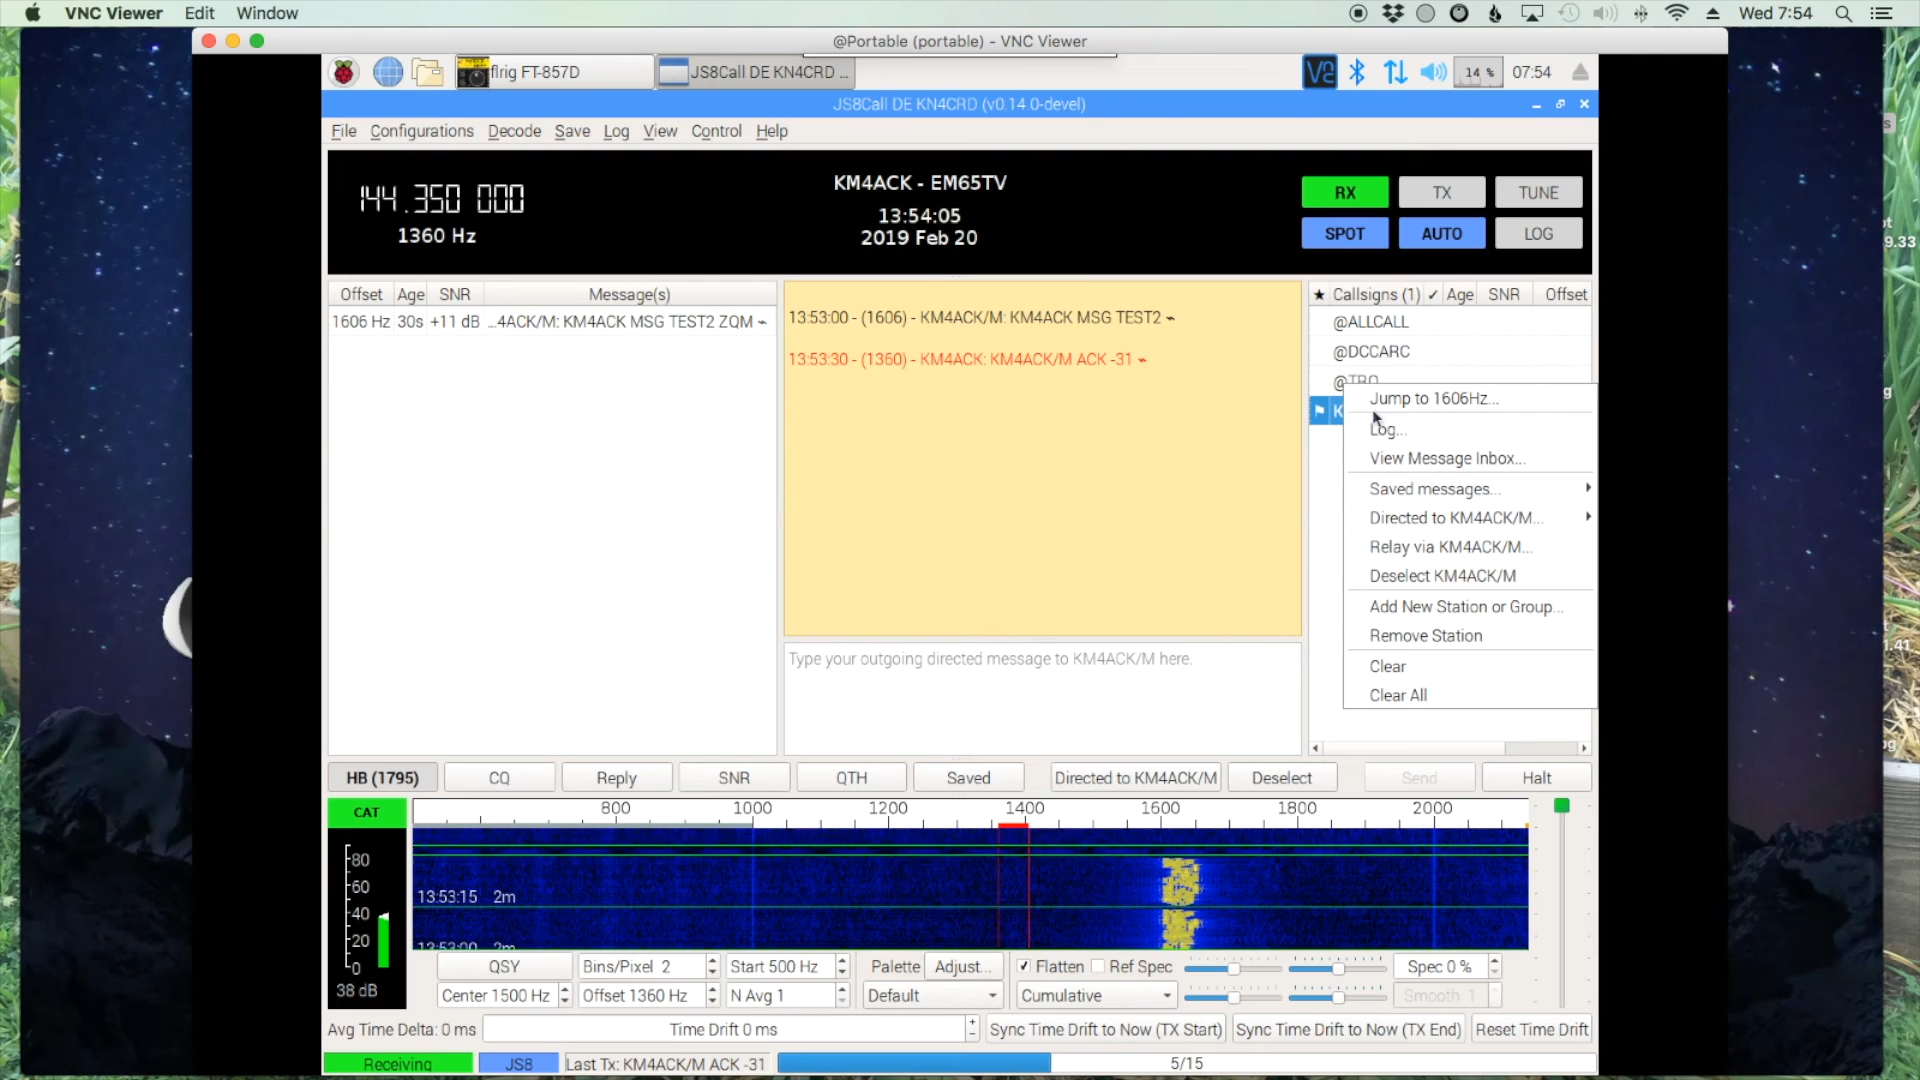 VNC Viewer Edit Window Wed 7:54
@Portable (portable) - VNC Viewer
flrig FT-857D JS8Call DE KN4CRD ... V2 14 % 07:54
JS8Call DE KN4CRD (v0.14.0-devel)
File Configurations Decode Save Log View Control Help
144.350 000
1360 Hz
KM4ACK - EM65TV
13:54:05
2019 Feb 20
RX TX TUNE
SPOT AUTO LOG
Offset Age SNR Message(s)
1606 Hz 30s +11 dB ...4ACK/M: KM4ACK MSG TEST2 ZQM
13:53:00 - (1606) - KM4ACK/M: KM4ACK MSG TEST2
13:53:30 - (1360) - KM4ACK: KM4ACK/M ACK -31
★ Callsigns (1) ✓ Age SNR Offset
@ALLCALL
@DCCARC
K
Jump to 1606Hz...
Log...
View Message Inbox...
Saved messages...
Directed to KM4ACK/M...
Relay via KM4ACK/M...
Deselect KM4ACK/M
Add New Station or Group...
Remove Station
Clear
Clear All
Type your outgoing directed message to KM4ACK/M here.
HB (1795) CQ Reply SNR QTH Saved Directed to KM4ACK/M Deselect Send Halt
CAT
800 1000 1200 1400 1600 1800 2000
80
60
40
20
0
38 dB
13:53:15 2m
13:53:00 2m
QSY Bins/Pixel 2 Start 500 Hz Palette Adjust... Flatten Ref Spec Spec 0 %
Center 1500 Hz Offset 1360 Hz N Avg 1 Default Cumulative Smooth 1
Avg Time Delta: 0 ms Time Drift 0 ms Sync Time Drift to Now (TX Start) Sync Time Drift to Now (TX End) Reset Time Drift
Receiving JS8 Last Tx: KM4ACK/M ACK -31 5/15